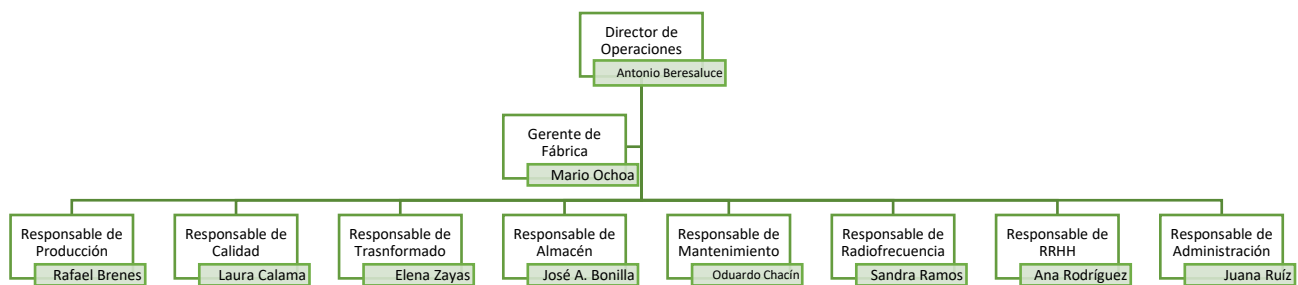 Director de
Operaciones
Antonio Beresaluce
Gerente de
Fábrica
Mario Ochoa
Responsable de
Producción
Rafael Brenes
Responsable de
Calidad
Laura Calama
Responsable de
Trasnformado
Elena Zayas
Responsable de
Almacén
José A. Bonilla
Responsable de
Mantenimiento
Oduardo Chacín
Responsable de
Radiofrecuencia
Sandra Ramos
Responsable de
RRHH
Ana Rodríguez
Responsable de
Administración
Juana Ruíz